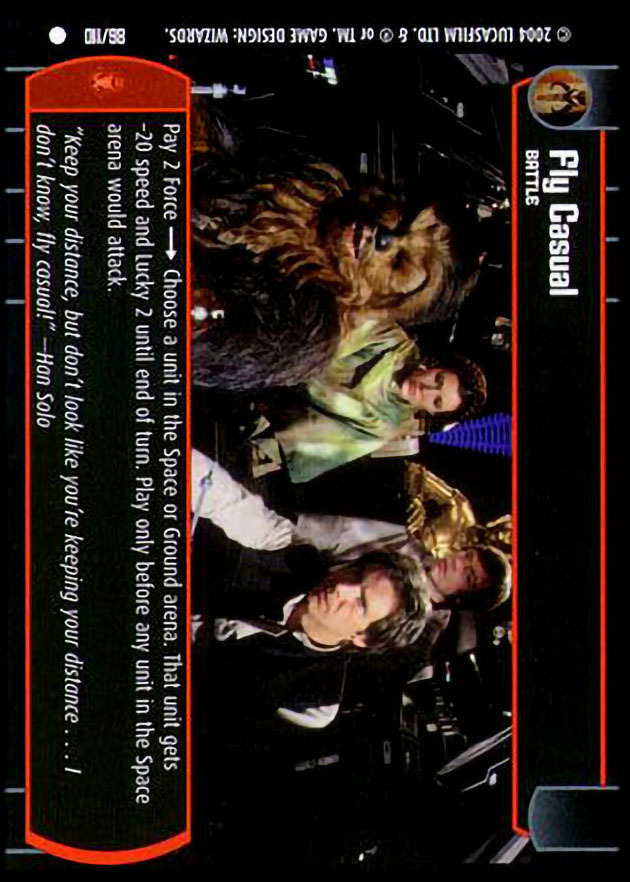 Fly Casual
BATTLE
Pay 2 Force → Choose a unit in the Space or Ground arena. That unit gets
–20 speed and Lucky 2 until end of turn. Play only before any unit in the Space
arena would attack.
"Keep your distance, but don't look like you're keeping your distance . . . I
don't know, fly casual!" —Han Solo
88/110
© 2004 LUCASFILM LTD. & ® or TM. GAME DESIGN: WIZARDS.